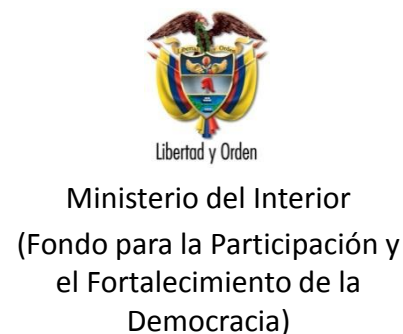 Libertad y Orden
Ministerio del Interior
(Fondo para la Participación y
el Fortalecimiento de la
Democracia)